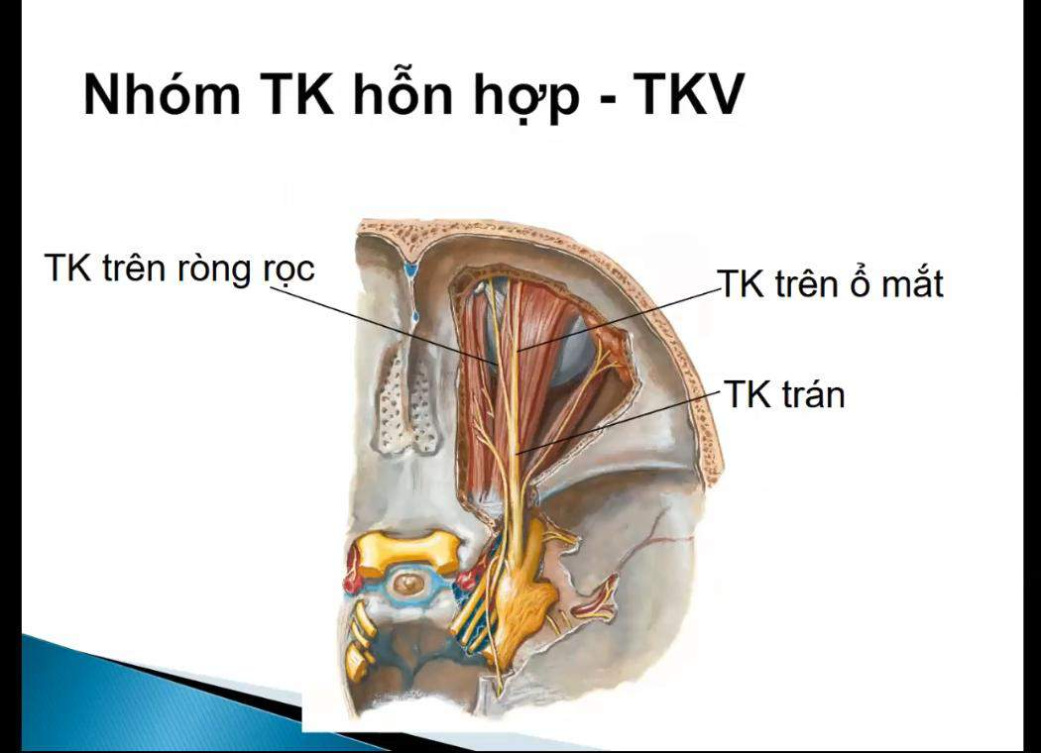 Nhóm TK hỗn hợp - TKV
TK trên ròng rọc
TK trên ổ mắt
TK trán